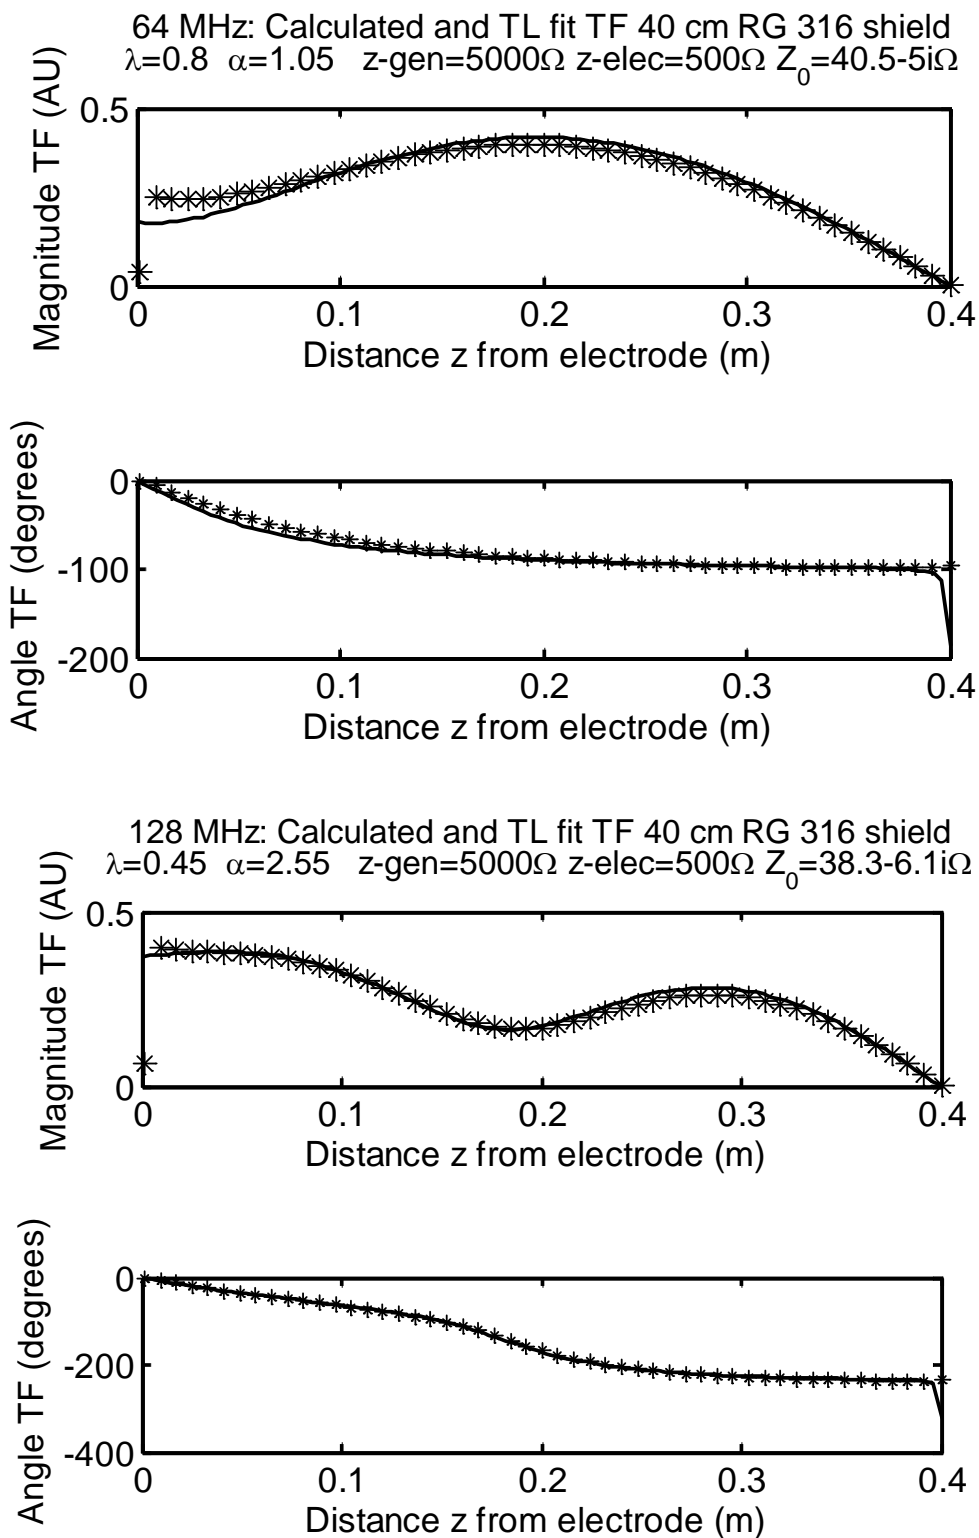 64 MHz: Calculated and TL fit TF 40 cm RG 316 shield
λ=0.8 α=1.05 z-gen=5000Ω z-elec=500Ω Z₀=40.5-5iΩ
Magnitude TF (AU)
0.5
0
0 0.1 0.2 0.3 0.4
Distance z from electrode (m)
Angle TF (degrees)
0
-100
-200
0 0.1 0.2 0.3 0.4
Distance z from electrode (m)
128 MHz: Calculated and TL fit TF 40 cm RG 316 shield
λ=0.45 α=2.55 z-gen=5000Ω z-elec=500Ω Z₀=38.3-6.1iΩ
Magnitude TF (AU)
0.5
0
0 0.1 0.2 0.3 0.4
Distance z from electrode (m)
Angle TF (degrees)
0
-200
-400
0 0.1 0.2 0.3 0.4
Distance z from electrode (m)